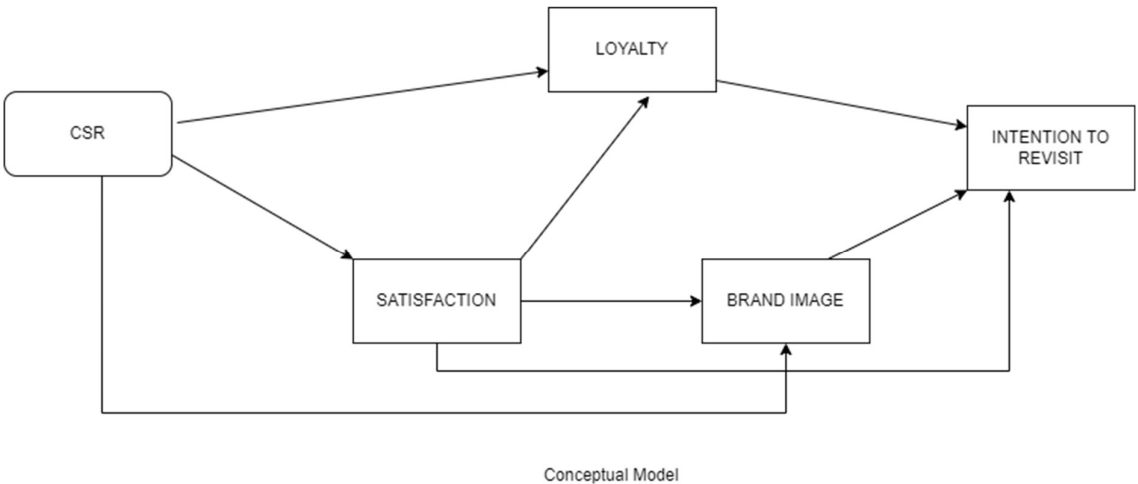 LOYALTY
CSR
INTENTION TO
REVISIT
SATISFACTION
BRAND IMAGE
Conceptual Model